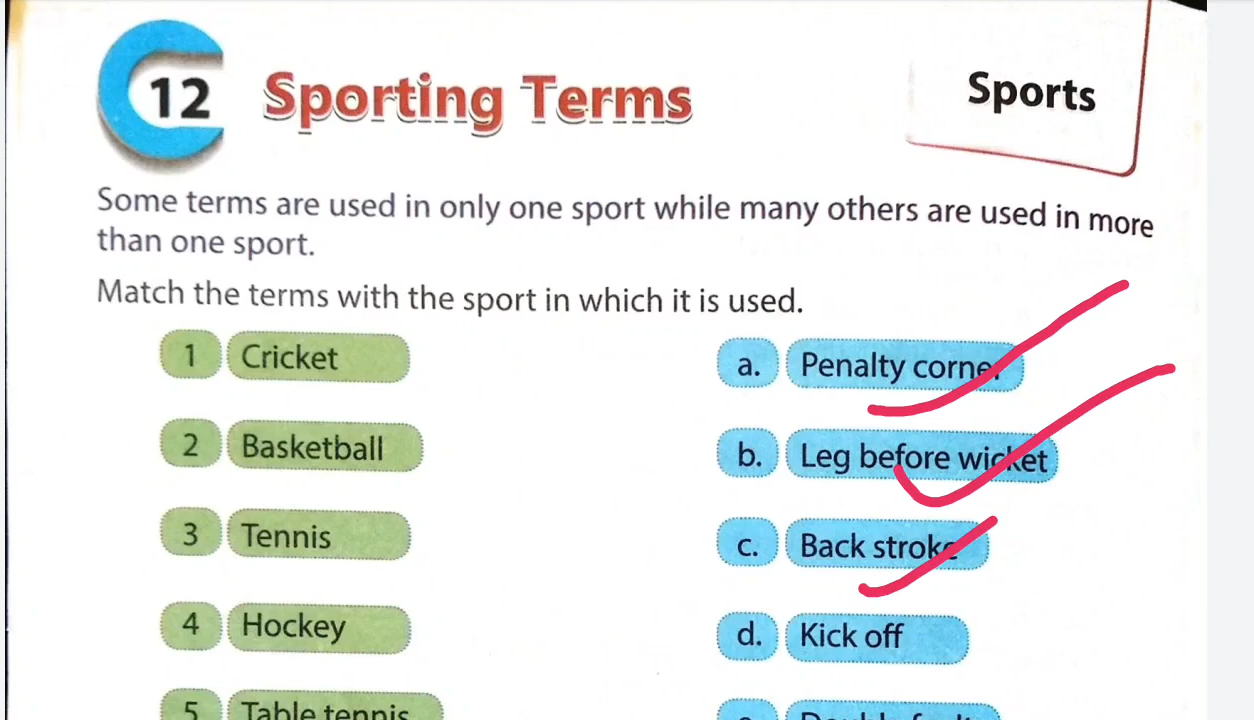 12 Sporting Terms
Sports
Some terms are used in only one sport while many others are used in more
than one sport.
Match the terms with the sport in which it is used.
1 Cricket
a. Penalty corner
2 Basketball
b. Leg before wicket
3 Tennis
c. Back stroke
4 Hockey
d. Kick off
5 Table tennis